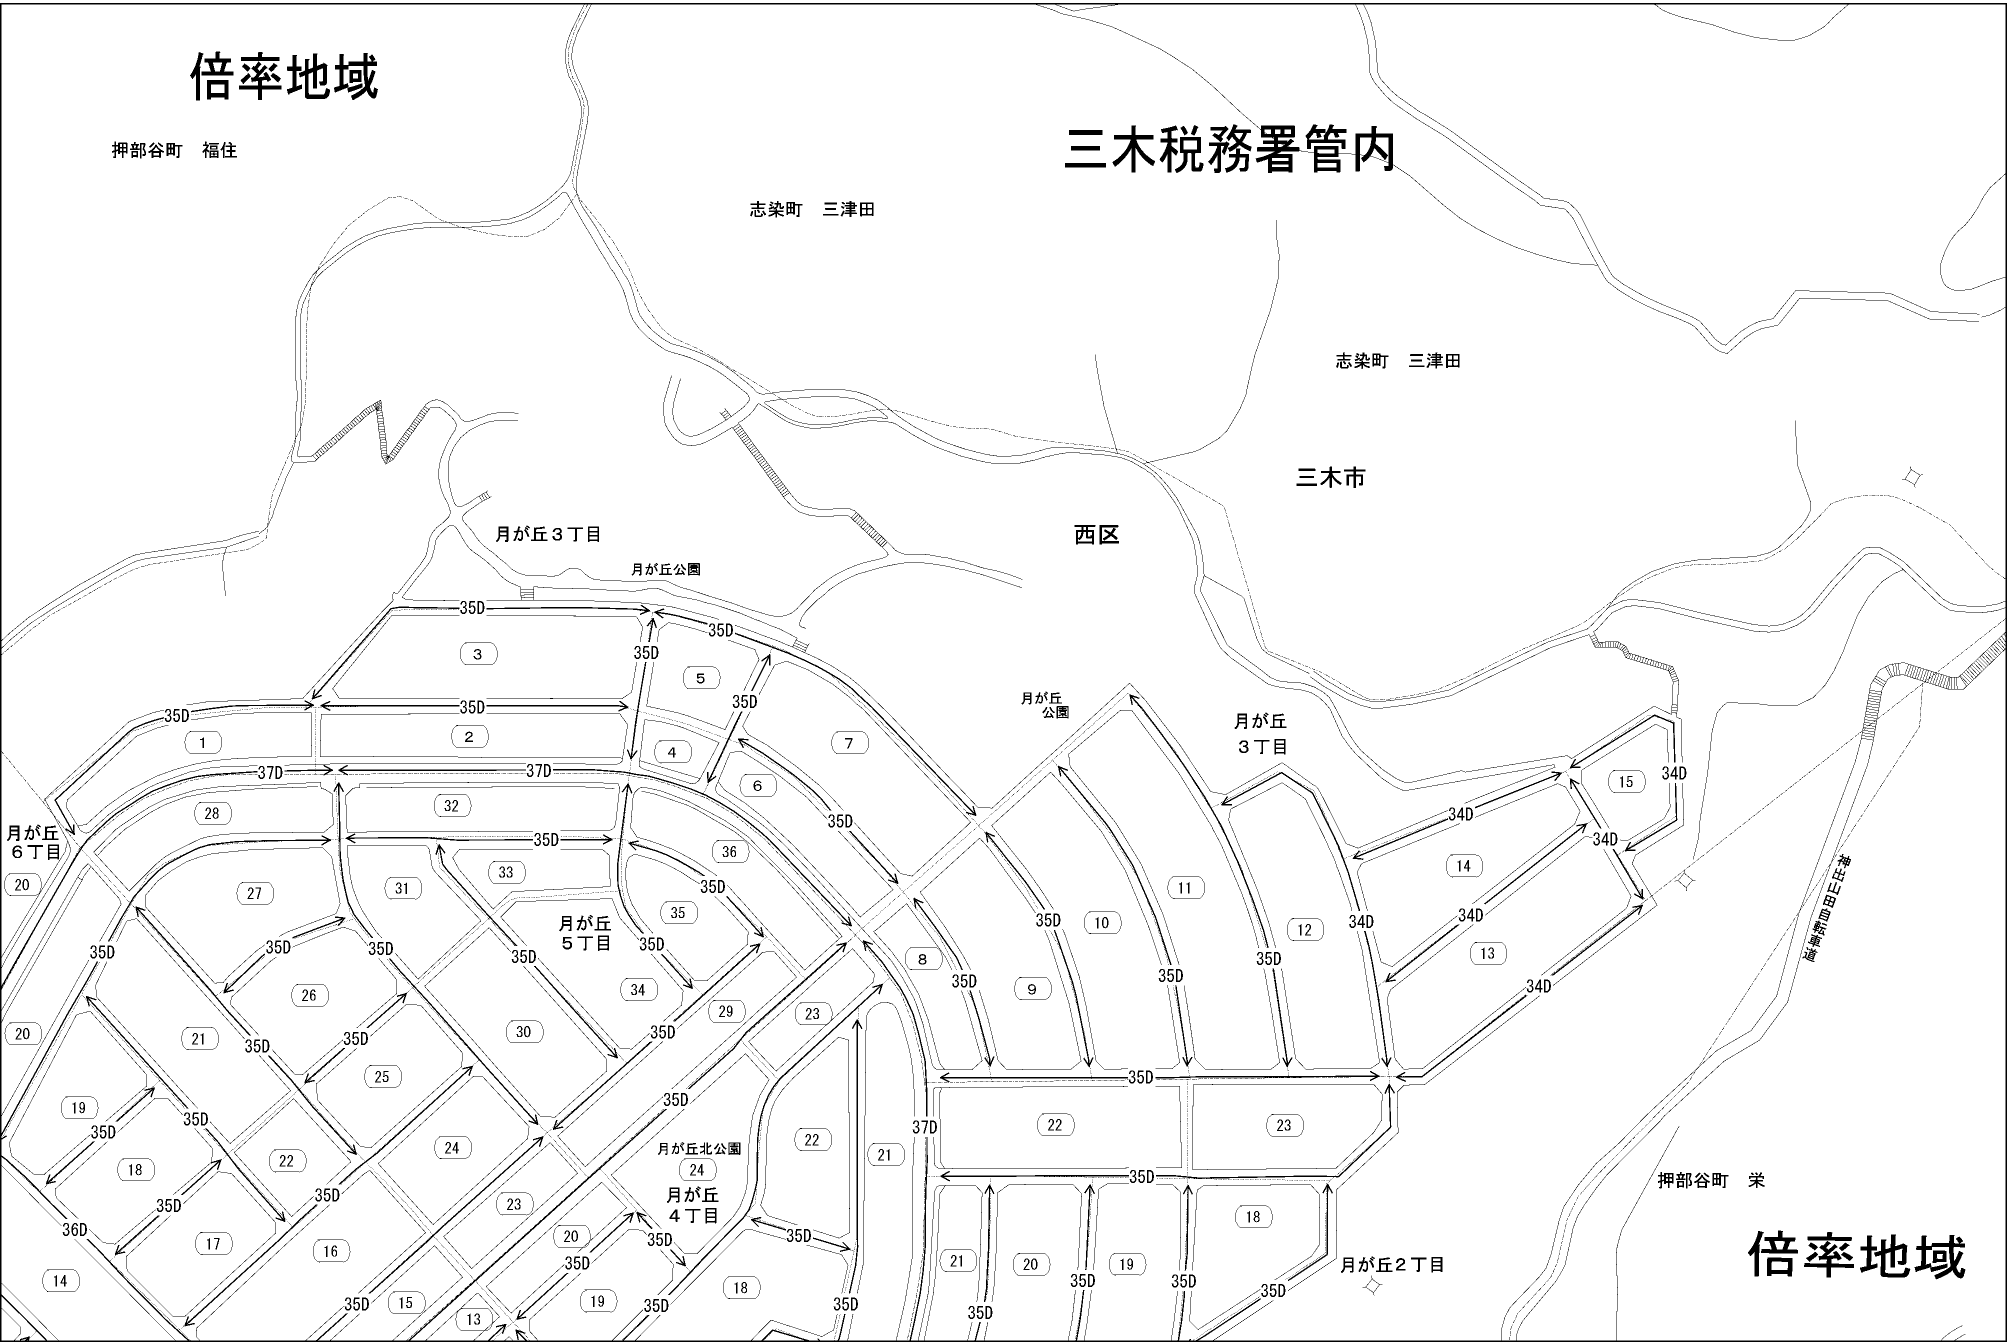 倍率地域
押部谷町 福住
三木税務署管内
志染町 三津田
志染町 三津田
三木市
西区
月が丘３丁目
月が丘公園
35D
35D
3
35D
5
35D
月が丘
公園
月が丘
３丁目
35D
35D
1
2
4
7
15
34D
37D
37D
6
34D
34D
28
32
35D
月が丘
６丁目
35D
36
14
20
27
31
33
35D
11
神出山田自転車道
35D
月が丘
５丁目
35
35D
10
34D
34D
12
35D
35D
35D
35D
8
35D
35D
35D
13
26
34
9
34D
20
21
35D
35D
30
35D
29
23
25
35D
19
35D
35D
35D
37D
22
23
18
22
24
月が丘北公園
24
22
21
35D
押部谷町 栄
35D
35D
23
月が丘
４丁目
36D
17
16
20
35D
35D
18
倍率地域
14
35D
21
20
19
月が丘２丁目
35D
35D
35D
15
13
19
35D
18
35D
35D
35D